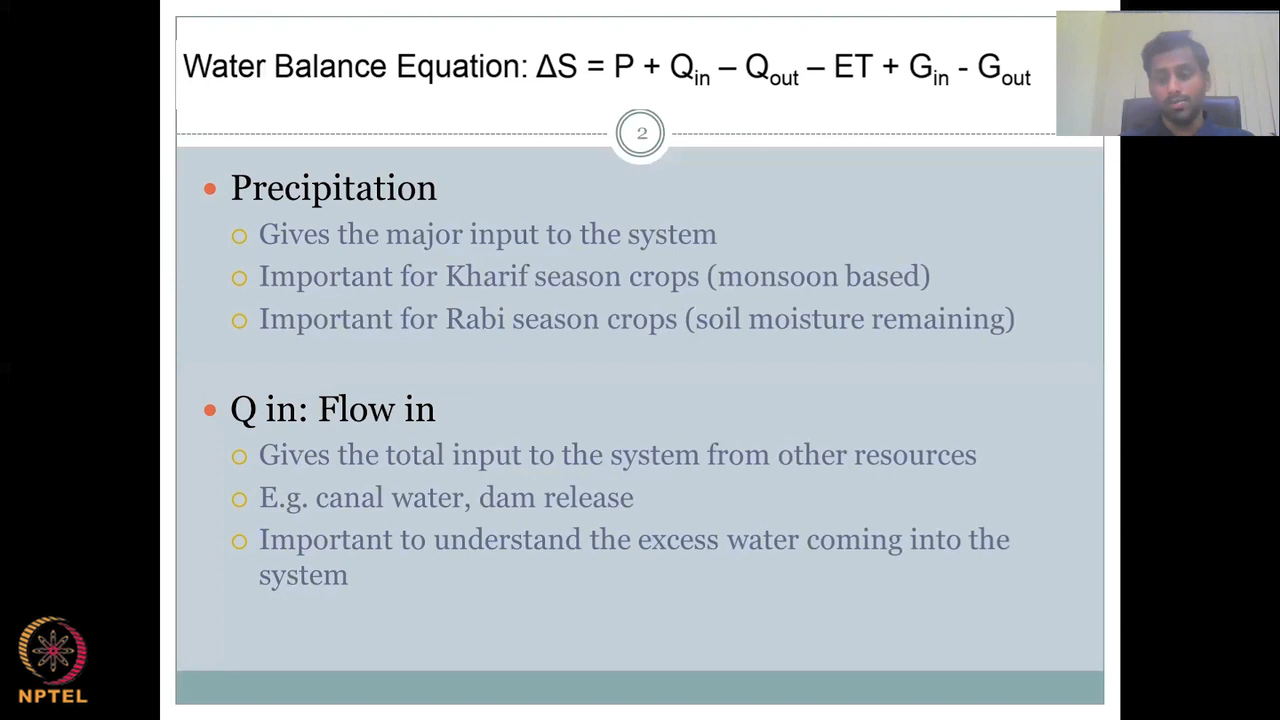 Water Balance Equation: ΔS = P + Qin – Qout – ET + Gin - Gout
2
Precipitation
Gives the major input to the system
Important for Kharif season crops (monsoon based)
Important for Rabi season crops (soil moisture remaining)
Q in: Flow in
Gives the total input to the system from other resources
E.g. canal water, dam release
Important to understand the excess water coming into the
system
NPTEL